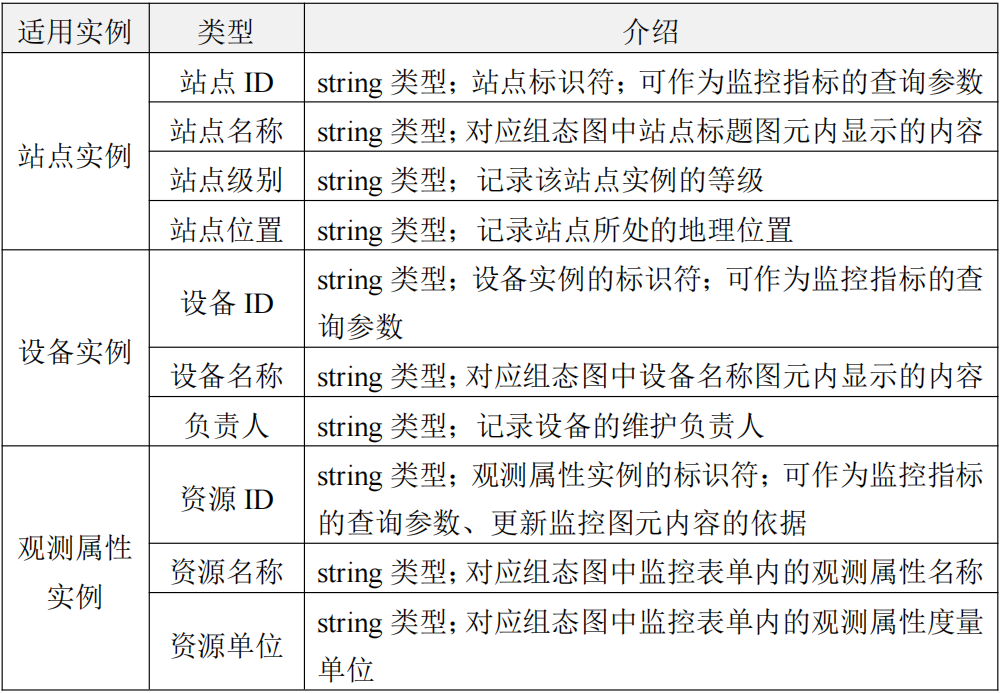 适用实例 类型 介绍
站点实例
站点 ID string 类型；站点标识符；可作为监控指标的查询参数
站点名称 string 类型；对应组态图中站点标题图元内显示的内容
站点级别 string 类型；记录该站点实例的等级
站点位置 string 类型；记录站点所处的地理位置
设备实例
设备 ID
string 类型；设备实例的标识符；可作为监控指标的查
询参数
设备名称 string 类型；对应组态图中设备名称图元内显示的内容
负责人 string 类型；记录设备的维护负责人
观测属性
实例
资源 ID
string 类型；观测属性实例的标识符；可作为监控指标
的查询参数、更新监控图元内容的依据
资源名称 string 类型；对应组态图中监控表单内的观测属性名称
资源单位
string 类型；对应组态图中监控表单内的观测属性度量
单位